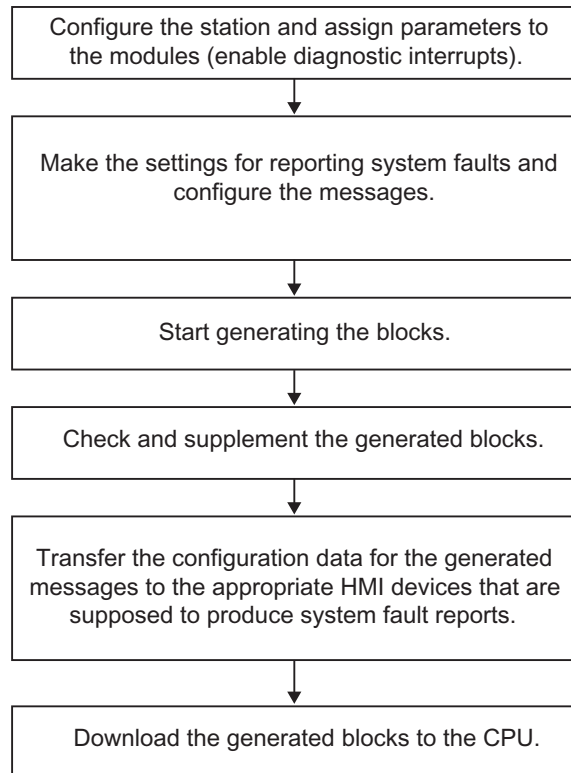 Configure the station and assign parameters to
the modules (enable diagnostic interrupts).
Make the settings for reporting system faults and
configure the messages.
Start generating the blocks.
Check and supplement the generated blocks.
Transfer the configuration data for the generated
messages to the appropriate HMI devices that are
supposed to produce system fault reports.
Download the generated blocks to the CPU.